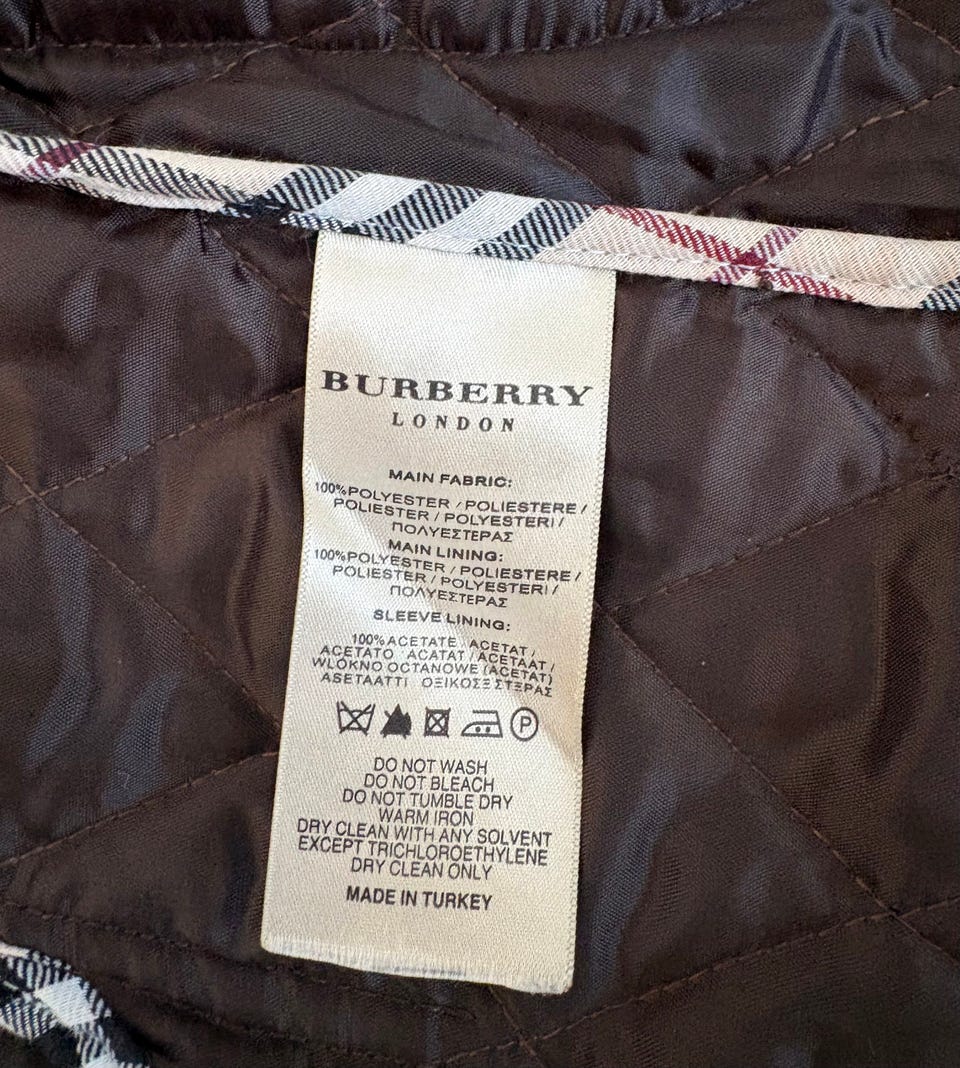 BURBERRY
LONDON
MAIN FABRIC:
100%POLYESTER / POLIESTERE /
POLIESTER / POLYESTERI /
ΠΟΛΥΕΣΤΕΡΑΣ
MAIN LINING:
100%POLYESTER / POLIESTERE /
POLIESTER / POLYESTERI /
ΠΟΛΥΕΣΤΕΡΑΣ
SLEEVE LINING:
100%ACETATE / ACETAT /
ACETATO ACATAT / ACETAAT /
WLÓKNO OCTANOWE (ACETAT)
ASETAATTI ΟΞΙΚΟΣΣΣΤΕΡΑΣ
P
DO NOT WASH
DO NOT BLEACH
DO NOT TUMBLE DRY
WARM IRON
DRY CLEAN WITH ANY SOLVENT
EXCEPT TRICHLOROETHYLENE
DRY CLEAN ONLY
MADE IN TURKEY